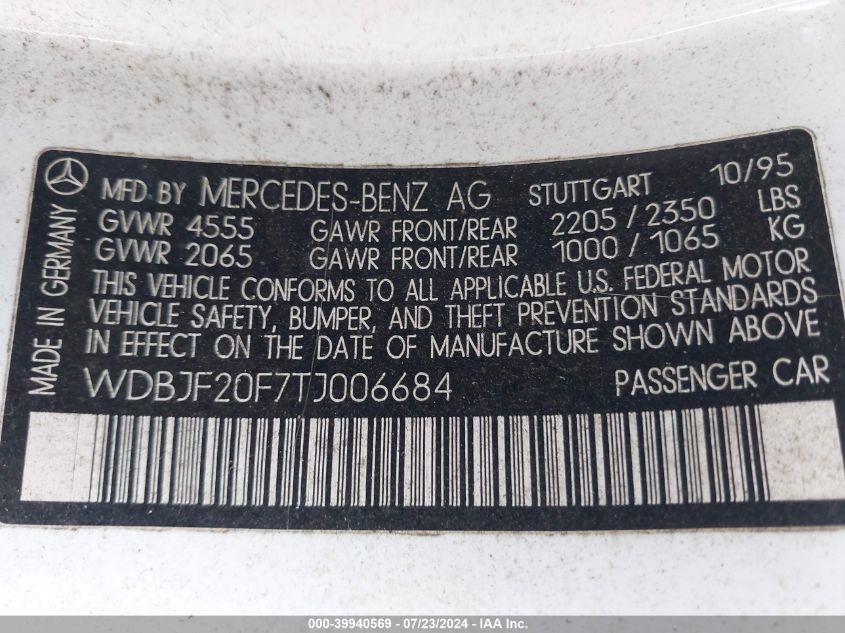 MADE IN GERMANY
MFD BY MERCEDES-BENZ AG STUTTGART 10/95
GVWR 4555 GAWR FRONT/REAR 2205 / 2350 LBS
GVWR 2065 GAWR FRONT/REAR 1000 / 1065 KG
THIS VEHICLE CONFORMS TO ALL APPLICABLE U.S. FEDERAL MOTOR
VEHICLE SAFETY, BUMPER, AND THEFT PREVENTION STANDARDS
IN EFFECT ON THE DATE OF MANUFACTURE SHOWN ABOVE
WDBJF20F7TJ006684 PASSENGER CAR
000-39940569 | 07/23/2024 | IAA Inc.